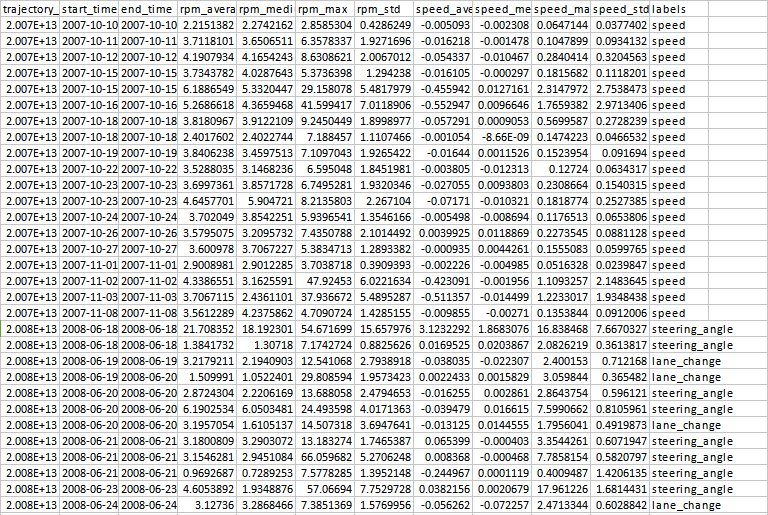 trajectory_ start_time end_time rpm_avera rpm_medi rpm_max rpm_std speed_ave speed_me speed_ma speed_std labels
2.007E+13 2007-10-10 2007-10-10 2.2151382 2.2742162 2.8585304 0.4286249 -0.005093 -0.002308 0.0647144 0.0377402 speed
2.007E+13 2007-10-11 2007-10-11 3.7118101 3.6506511 6.3578337 1.9271696 -0.016218 -0.001478 0.1047899 0.0934132 speed
2.007E+13 2007-10-12 2007-10-12 4.1907934 4.1654243 8.6308621 2.0067012 -0.054337 -0.010467 0.2840414 0.3204563 speed
2.007E+13 2007-10-15 2007-10-15 3.7343782 4.0287643 5.3736398 1.294238 -0.016105 -0.000297 0.1815682 0.1118201 speed
2.007E+13 2007-10-15 2007-10-15 6.1886549 5.3320447 29.158078 5.4817979 -0.455942 0.0127161 2.3147972 2.7538473 speed
2.007E+13 2007-10-16 2007-10-16 5.2686618 4.3659468 41.599417 7.0118906 -0.552947 0.0096646 1.7659382 2.9713406 speed
2.007E+13 2007-10-18 2007-10-18 3.8180967 3.9122109 9.2450449 1.8998977 -0.057291 0.0009053 0.5699587 0.2728239 speed
2.007E+13 2007-10-18 2007-10-18 2.4017602 2.4022744 7.188457 1.1107466 -0.001054 -8.66E-09 0.1474223 0.0466532 speed
2.007E+13 2007-10-19 2007-10-19 3.8406238 3.4597513 7.1097043 1.9265422 -0.01644 0.0011526 0.1523954 0.091694 speed
2.007E+13 2007-10-22 2007-10-22 3.5288035 3.1468236 6.595048 1.8451981 -0.003805 -0.012313 0.12724 0.0634317 speed
2.007E+13 2007-10-23 2007-10-23 3.6997361 3.8571728 6.7495281 1.9320346 -0.027055 0.0093803 0.2308664 0.1540315 speed
2.007E+13 2007-10-23 2007-10-23 4.6457701 5.904721 8.2135803 2.267104 -0.07171 -0.010321 0.1818774 0.2527385 speed
2.007E+13 2007-10-24 2007-10-24 3.702049 3.8542251 5.9396541 1.3546166 -0.005498 -0.008694 0.1176513 0.0653806 speed
2.007E+13 2007-10-26 2007-10-26 3.5795075 3.2095732 7.4350788 2.1014492 0.0039925 0.0118869 0.2273545 0.0881128 speed
2.007E+13 2007-10-27 2007-10-27 3.600978 3.7067227 5.3834713 1.2893382 -0.000935 0.0044261 0.1555083 0.0599765 speed
2.007E+13 2007-11-01 2007-11-01 2.9008981 2.9012285 3.7038718 0.3909393 -0.002226 -0.004985 0.0516328 0.0239847 speed
2.007E+13 2007-11-02 2007-11-02 4.3386551 3.1625591 47.92453 6.0221634 -0.423091 -0.001956 1.1093257 2.1483645 speed
2.007E+13 2007-11-03 2007-11-03 3.7067115 2.4361101 37.936672 5.4895287 -0.511357 -0.014499 1.2233017 1.9348438 speed
2.007E+13 2007-11-08 2007-11-08 3.5612289 4.2375862 4.7090724 1.4285155 -0.009855 -0.00271 0.1353844 0.0912006 speed
2.008E+13 2008-06-18 2008-06-18 21.708352 18.192301 54.671699 15.657976 3.1232292 1.8683076 16.838468 7.6670327 steering_angle
2.008E+13 2008-06-18 2008-06-18 1.3841732 1.30718 7.1742724 0.8825626 0.0169525 0.0203867 2.0826219 0.3613817 steering_angle
2.008E+13 2008-06-19 2008-06-19 3.2179211 2.1940903 12.541068 2.7938918 -0.038035 -0.022307 2.400153 0.712168 lane_change
2.008E+13 2008-06-19 2008-06-20 1.509991 1.0522401 29.808594 1.9573423 0.0022433 0.0015829 3.059844 0.365482 lane_change
2.008E+13 2008-06-20 2008-06-20 2.8724304 2.2206169 13.688058 2.4794653 -0.016255 0.002861 2.8643754 0.596121 steering_angle
2.008E+13 2008-06-20 2008-06-20 6.1902534 6.0503481 24.493598 4.0171363 -0.039479 0.016615 7.5990662 0.8105961 steering_angle
2.008E+13 2008-06-20 2008-06-20 3.1957054 1.6105137 14.507318 3.6947641 -0.013125 0.0144555 1.7956041 0.4919873 lane_change
2.008E+13 2008-06-21 2008-06-21 3.1800809 3.2903072 13.183274 1.7465387 0.065399 -0.000403 3.3544261 0.6071947 steering_angle
2.008E+13 2008-06-21 2008-06-21 3.1546281 2.9451084 66.059682 5.2706248 0.008368 -0.000468 7.7858154 0.5820797 steering_angle
2.008E+13 2008-06-21 2008-06-21 0.9692687 0.7289253 7.5778285 1.3952148 -0.244967 0.0001119 0.4009487 1.4206135 steering_angle
2.008E+13 2008-06-23 2008-06-23 4.6053892 1.9348876 57.06694 7.7529728 0.0382156 0.0020679 17.961226 1.6814431 steering_angle
2.008E+13 2008-06-24 2008-06-24 3.12736 3.2868466 7.3851369 1.5769956 -0.056262 -0.072257 2.4713344 0.6028842 lane_change